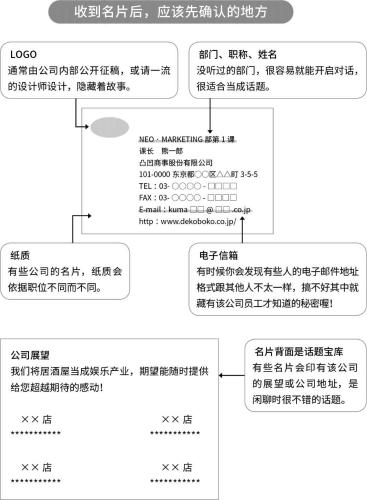 收到名片后，应该先确认的地方
LOGO
通常由公司内部公开征稿，或请一流
的设计师设计，隐藏着故事。
部门、职称、姓名
没听过的部门，很容易就能开启对话，
很适合当成话题。
NEO · MARKETING 部第 1 课
课长　熊一郎
凸凹商事股份有限公司
101-0000 东京都○○区△△町 3-5-5
TEL：03- ○○○○ - □□□□
FAX：03- ○○○○ - □□□□
E-mail：kuma □□ @ □□ .co.jp
http：www.dekoboko.co.jp/
纸质
有些公司的名片，纸质会
依据职位不同而不同。
电子信箱
有时候你会发现有些人的电子邮件地址
格式跟其他人不太一样，搞不好其中就
藏有该公司员工才知道的秘密喔！
公司展望
我们将居酒屋当成娱乐产业，期望能随时提供
给您超越期待的感动！
×× 店　×× 店
***********　***********
×× 店　×× 店
***********　***********
名片背面是话题宝库
有些名片会印有该公司
的展望或公司地址，是
闲聊时很不错的话题。